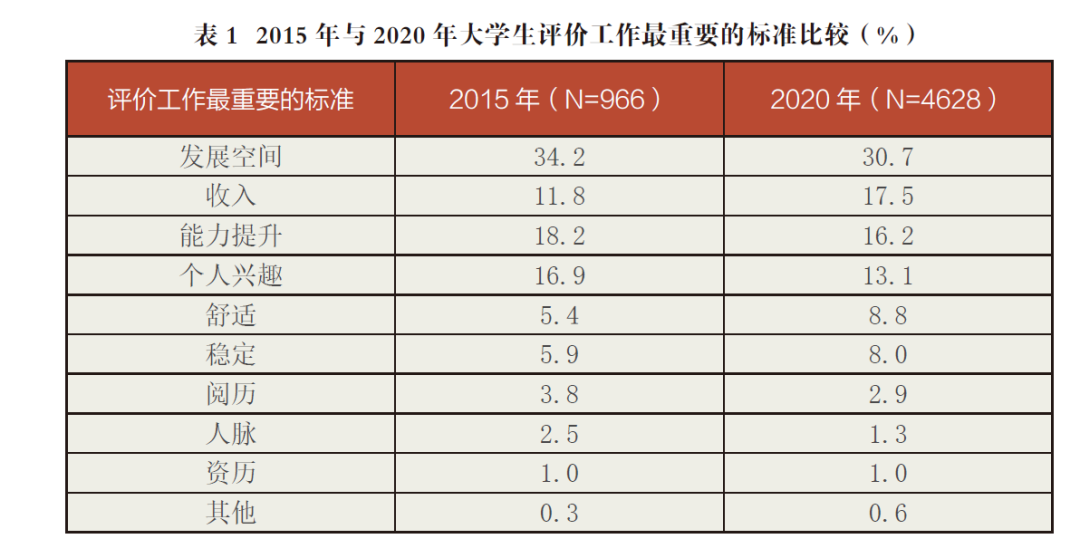 表 1 2015 年与 2020 年大学生评价工作最重要的标准比较（%）
评价工作最重要的标准 2015 年（N=966） 2020 年（N=4628）
发展空间 34.2 30.7
收入 11.8 17.5
能力提升 18.2 16.2
个人兴趣 16.9 13.1
舒适 5.4 8.8
稳定 5.9 8.0
阅历 3.8 2.9
人脉 2.5 1.3
资历 1.0 1.0
其他 0.3 0.6